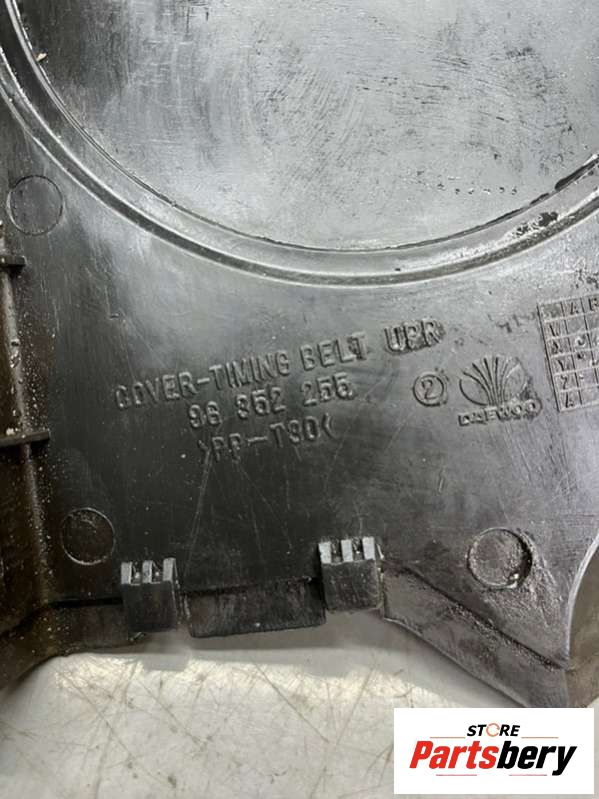 COVER-TIMING BELT UPR
96 352 255
>PP-T30<
2
DAEWOO
STORE
Partsbery